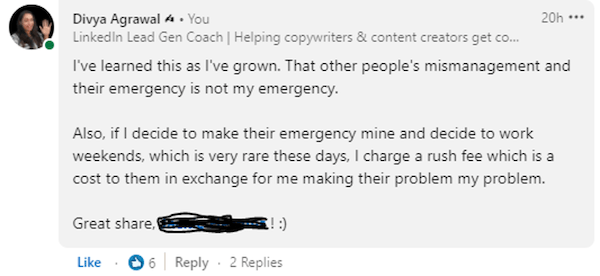 Divya Agrawal • You
20h •••
LinkedIn Lead Gen Coach | Helping copywriters & content creators get co...
I've learned this as I've grown. That other people's mismanagement and
their emergency is not my emergency.
Also, if I decide to make their emergency mine and decide to work
weekends, which is very rare these days, I charge a rush fee which is a
cost to them in exchange for me making their problem my problem.
Great share, ! :)
Like · 6 | Reply · 2 Replies